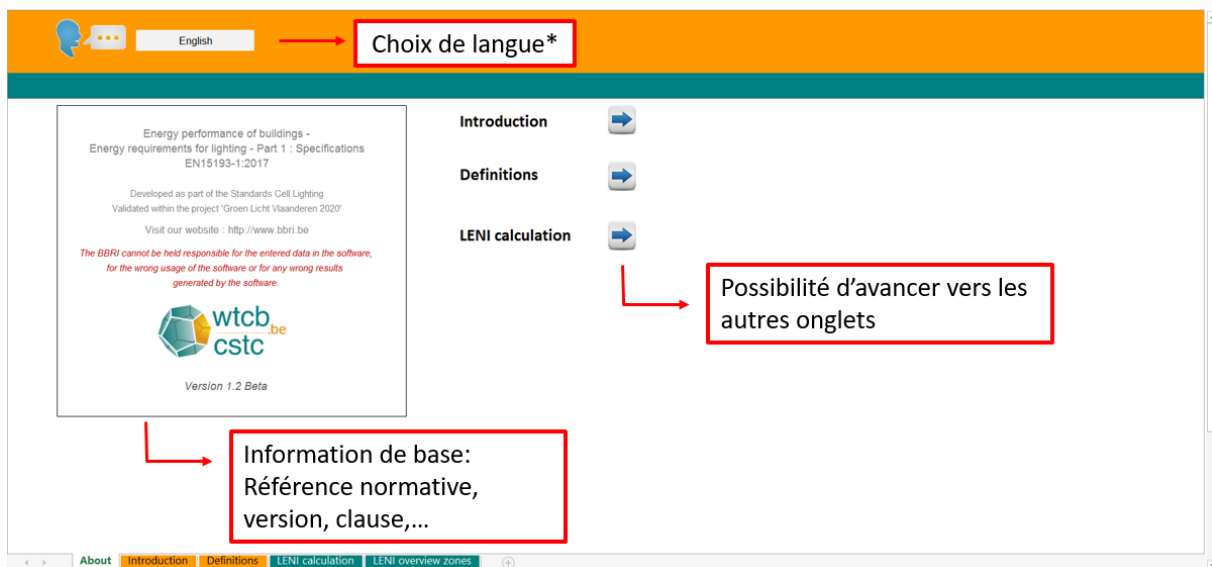 English
Choix de langue*
Energy performance of buildings -
Energy requirements for lighting - Part 1 : Specifications
EN15193-1:2017
Developed as part of the Standards Cell Lighting
Validated within the project 'Groen Licht Vlaanderen 2020'
Visit our website : http://www.bbri.be
The BBRI cannot be held responsible for the entered data in the software,
for the wrong usage of the software or for any wrong results
generated by the software.
wtcb
.be
cstc
Version 1.2 Beta
Introduction
Definitions
LENI calculation
Possibilité d'avancer vers les
autres onglets
Information de base:
Référence normative,
version, clause,...
About Introduction Definitions LENI calculation LENI overview zones